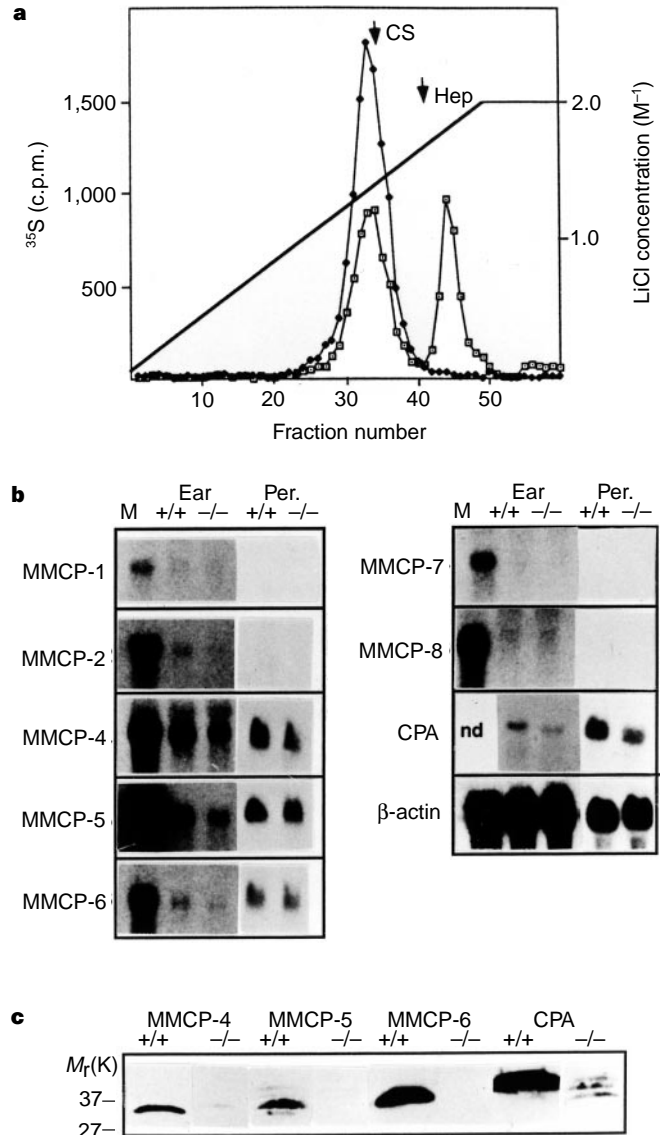 a
CS
Hep
1,500
1,000
500
2.0
1.0
³⁵S (c.p.m.)
LiCl concentration (M⁻¹)
10 20 30 40 50
Fraction number
b
Ear Per.
M +/+ –/– +/+ –/–
MMCP-1
MMCP-2
MMCP-4
MMCP-5
MMCP-6
Ear Per.
+/+ –/– +/+ –/–
MMCP-7
MMCP-8
CPA nd
β-actin
c
MMCP-4 MMCP-5 MMCP-6 CPA
+/+ –/– +/+ –/– +/+ –/– +/+ –/–
Mr(K)
37–
27–